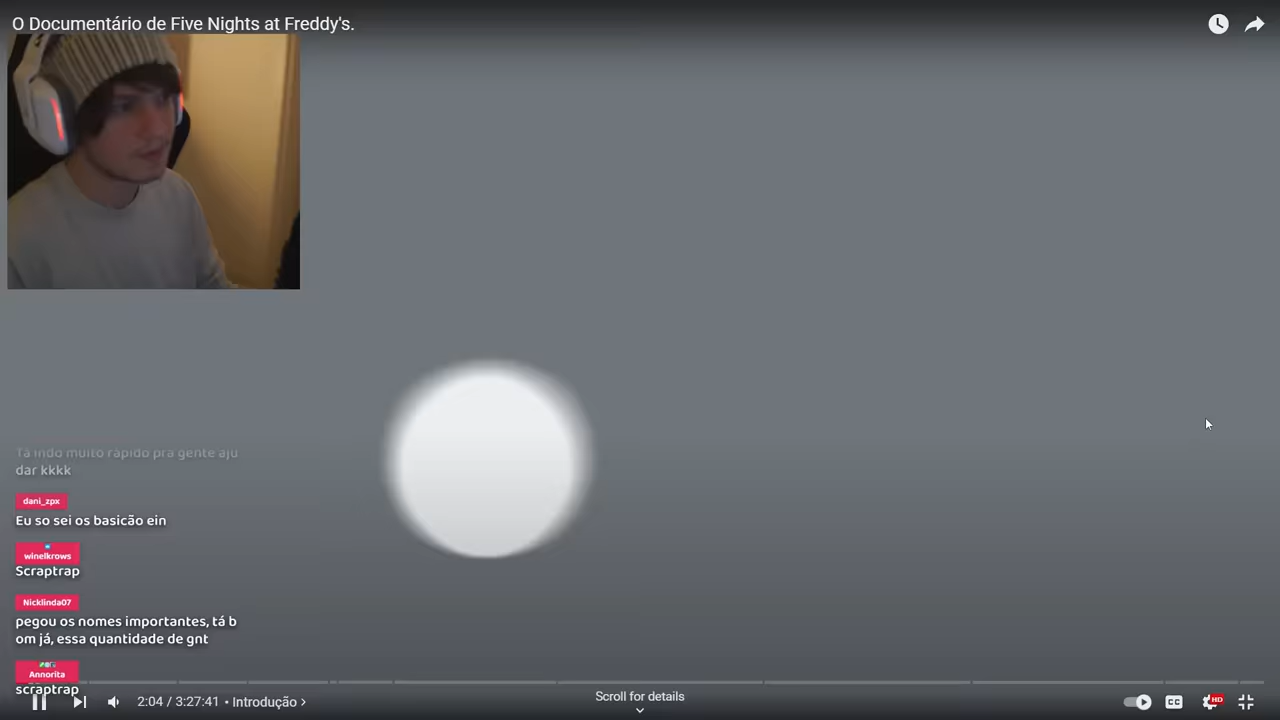 O Documentário de Five Nights at Freddy's.
Tá indo muito rápido pra gente aju
dar kkkk
dani_zpx
Eu so sei os basicão ein
winelkrows
Scraptrap
Nicklinda07
pegou os nomes importantes, tá b
om já, essa quantidade de gnt
Annorita
scraptrap
2:04 / 3:27:41 • Introdução ›
Scroll for details
CC
HD